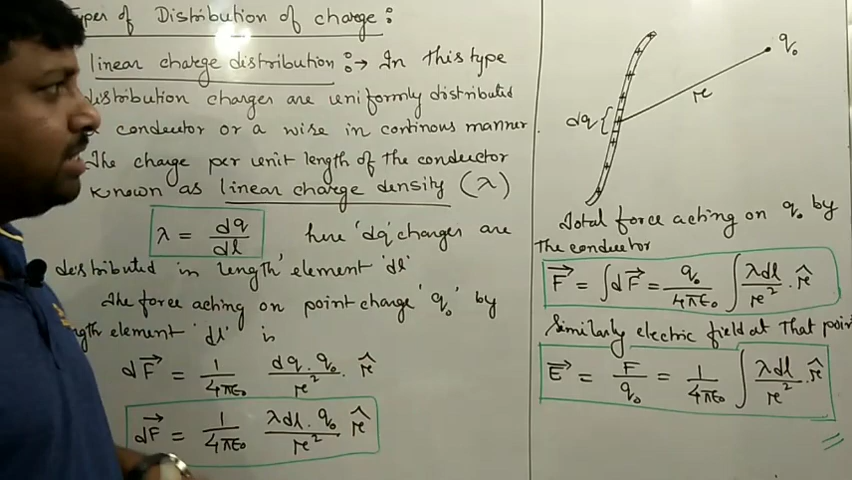 Types of Distribution of charge :
linear charge distribution :→ In this type
distribution charges are uniformly distributed
conductor or a wire in continous manner.
The charge per unit length of the conductor
known as linear charge density (λ)
λ = dq/dl here 'dq' charges are
distributed in length element 'dl'
The force acting on point charge 'q₀' by
length element 'dl' is
dF⃗ = 1/4πε₀ dq.q₀/r² . r̂
dF⃗ = 1/4πε₀ λdl.q₀/r² r̂
q₀
r
dq {
Total force acting on q₀ by
The conductor
F⃗ = ∫dF⃗ = q₀/4πε₀ ∫ λdl/r² . r̂
Similarly electric field at that point
E⃗ = F/q₀ = 1/4πε₀ ∫ λdl/r² . r̂